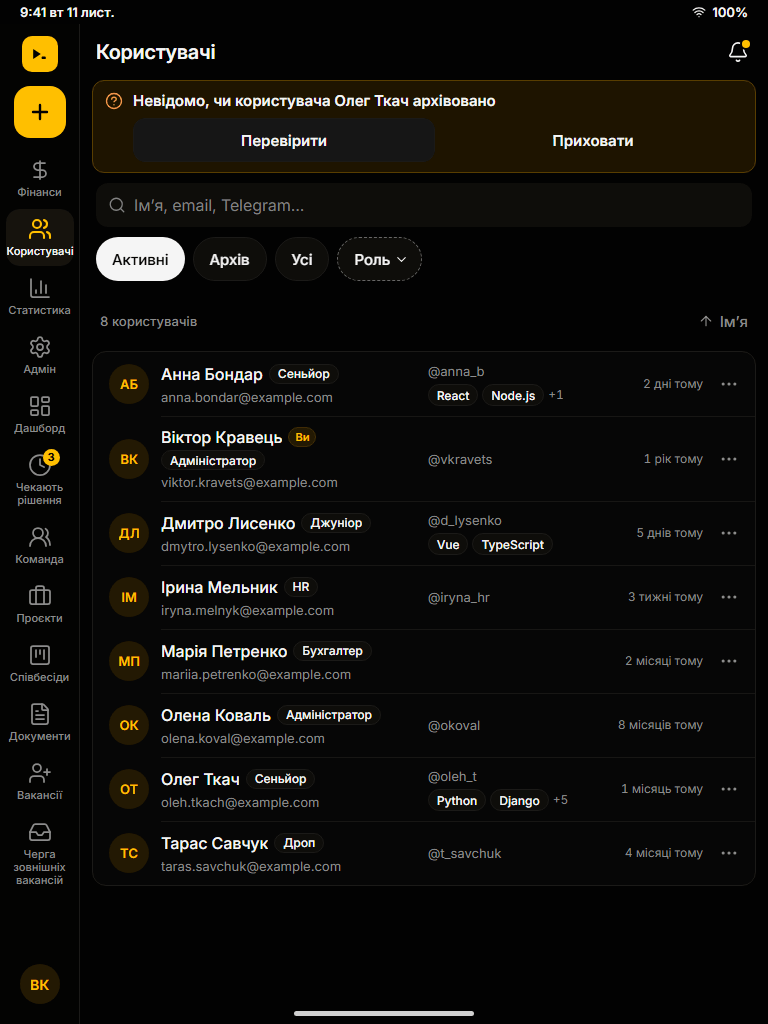 9:41 вт 11 лист.
100%
Користувачі
Невідомо, чи користувача Олег Ткач архівовано
Перевірити
Приховати
Ім’я, email, Telegram...
Активні
Архів
Усі
Роль
8 користувачів
Ім’я
Фінанси
Користувачі
Статистика
Адмін
Дашборд
3
Чекають
рішення
Команда
Проєкти
Співбесіди
Документи
Вакансії
Черга
зовнішніх
вакансій
ВК
АБ
Анна Бондар Сеньйор
anna.bondar@example.com
@anna_b
React Node.js +1
2 дні тому
ВК
Віктор Кравець Ви
Адміністратор
viktor.kravets@example.com
@vkravets
1 рік тому
ДЛ
Дмитро Лисенко Джуніор
dmytro.lysenko@example.com
@d_lysenko
Vue TypeScript
5 днів тому
ІМ
Ірина Мельник HR
iryna.melnyk@example.com
@iryna_hr
3 тижні тому
МП
Марія Петренко Бухгалтер
mariia.petrenko@example.com
2 місяці тому
ОК
Олена Коваль Адміністратор
olena.koval@example.com
@okoval
8 місяців тому
ОТ
Олег Ткач Сеньйор
oleh.tkach@example.com
@oleh_t
Python Django +5
1 місяць тому
ТС
Тарас Савчук Дроп
taras.savchuk@example.com
@t_savchuk
4 місяці тому